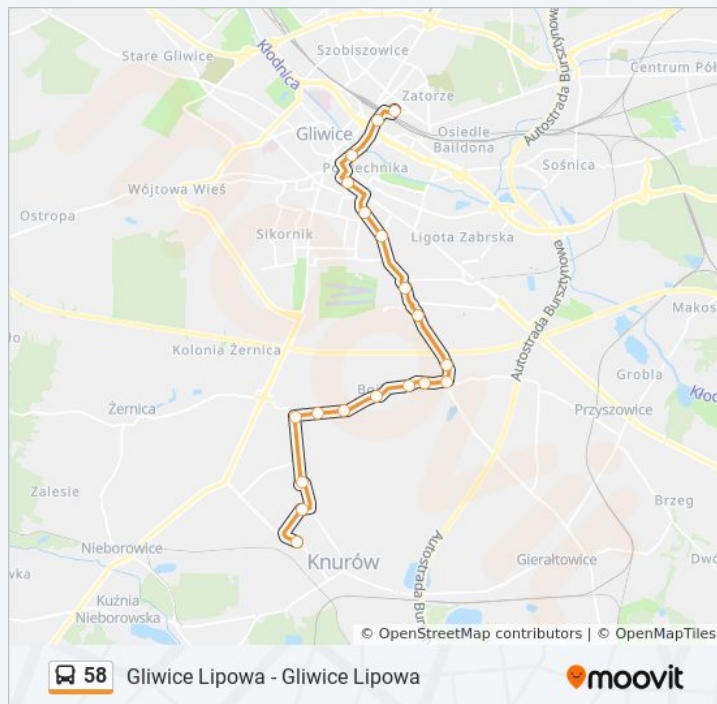 Stare Gliwice
Szobiszowice
Kłodnica
Zatorze
Centrum Pół
Autostrada Bursztynowa
Gliwice
Osiedle
Baildona
Politechnika
Sośnica
Wójtowa Wieś
Ostropa
Sikornik
Ligota Zabrska
Autostrada Bursztynowa
Makos
Kolonia Żernica
Grobla
Żernica
Przyszowice
Zalesie
Brzeg
Nieborowice
Knurów
Gierałtowice
Autostrada Bur
Kuźnia
Nieborowska
© OpenStreetMap contributors | © OpenMapTiles
58 Gliwice Lipowa - Gliwice Lipowa
moovit